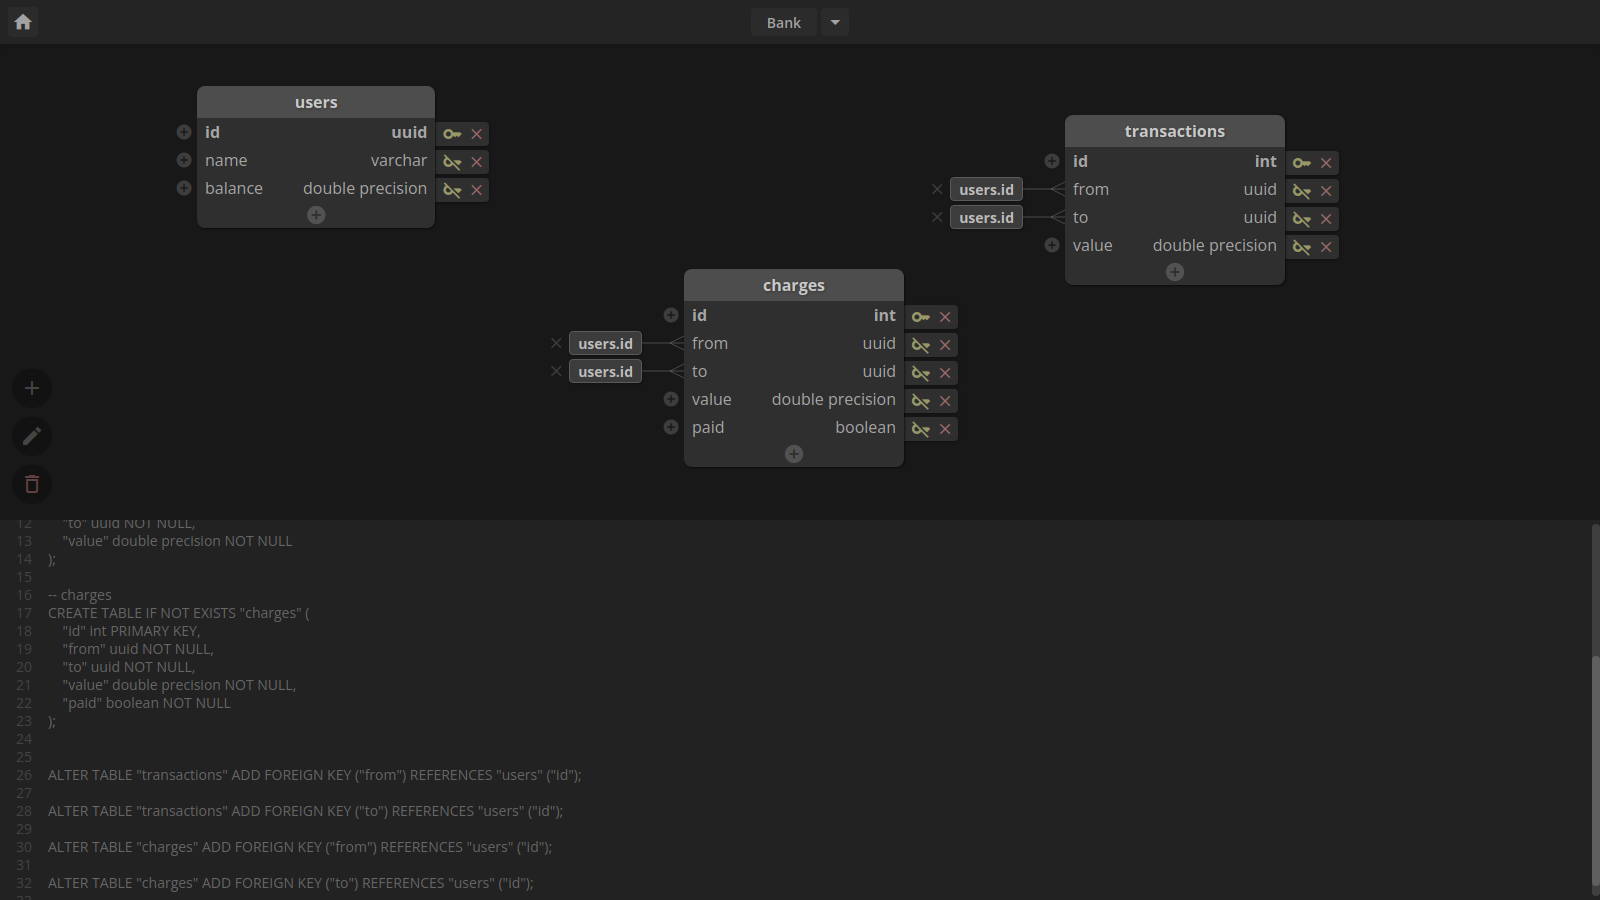 Bank
users
id uuid
name varchar
balance double precision
transactions
id int
users.id from uuid
users.id to uuid
value double precision
charges
id int
users.id from uuid
users.id to uuid
value double precision
paid boolean
12 "to" uuid NOT NULL,
13 "value" double precision NOT NULL
14 );
15
16 -- charges
17 CREATE TABLE IF NOT EXISTS "charges" (
18 "id" int PRIMARY KEY,
19 "from" uuid NOT NULL,
20 "to" uuid NOT NULL,
21 "value" double precision NOT NULL,
22 "paid" boolean NOT NULL
23 );
24
25
26 ALTER TABLE "transactions" ADD FOREIGN KEY ("from") REFERENCES "users" ("id");
27
28 ALTER TABLE "transactions" ADD FOREIGN KEY ("to") REFERENCES "users" ("id");
29
30 ALTER TABLE "charges" ADD FOREIGN KEY ("from") REFERENCES "users" ("id");
31
32 ALTER TABLE "charges" ADD FOREIGN KEY ("to") REFERENCES "users" ("id");